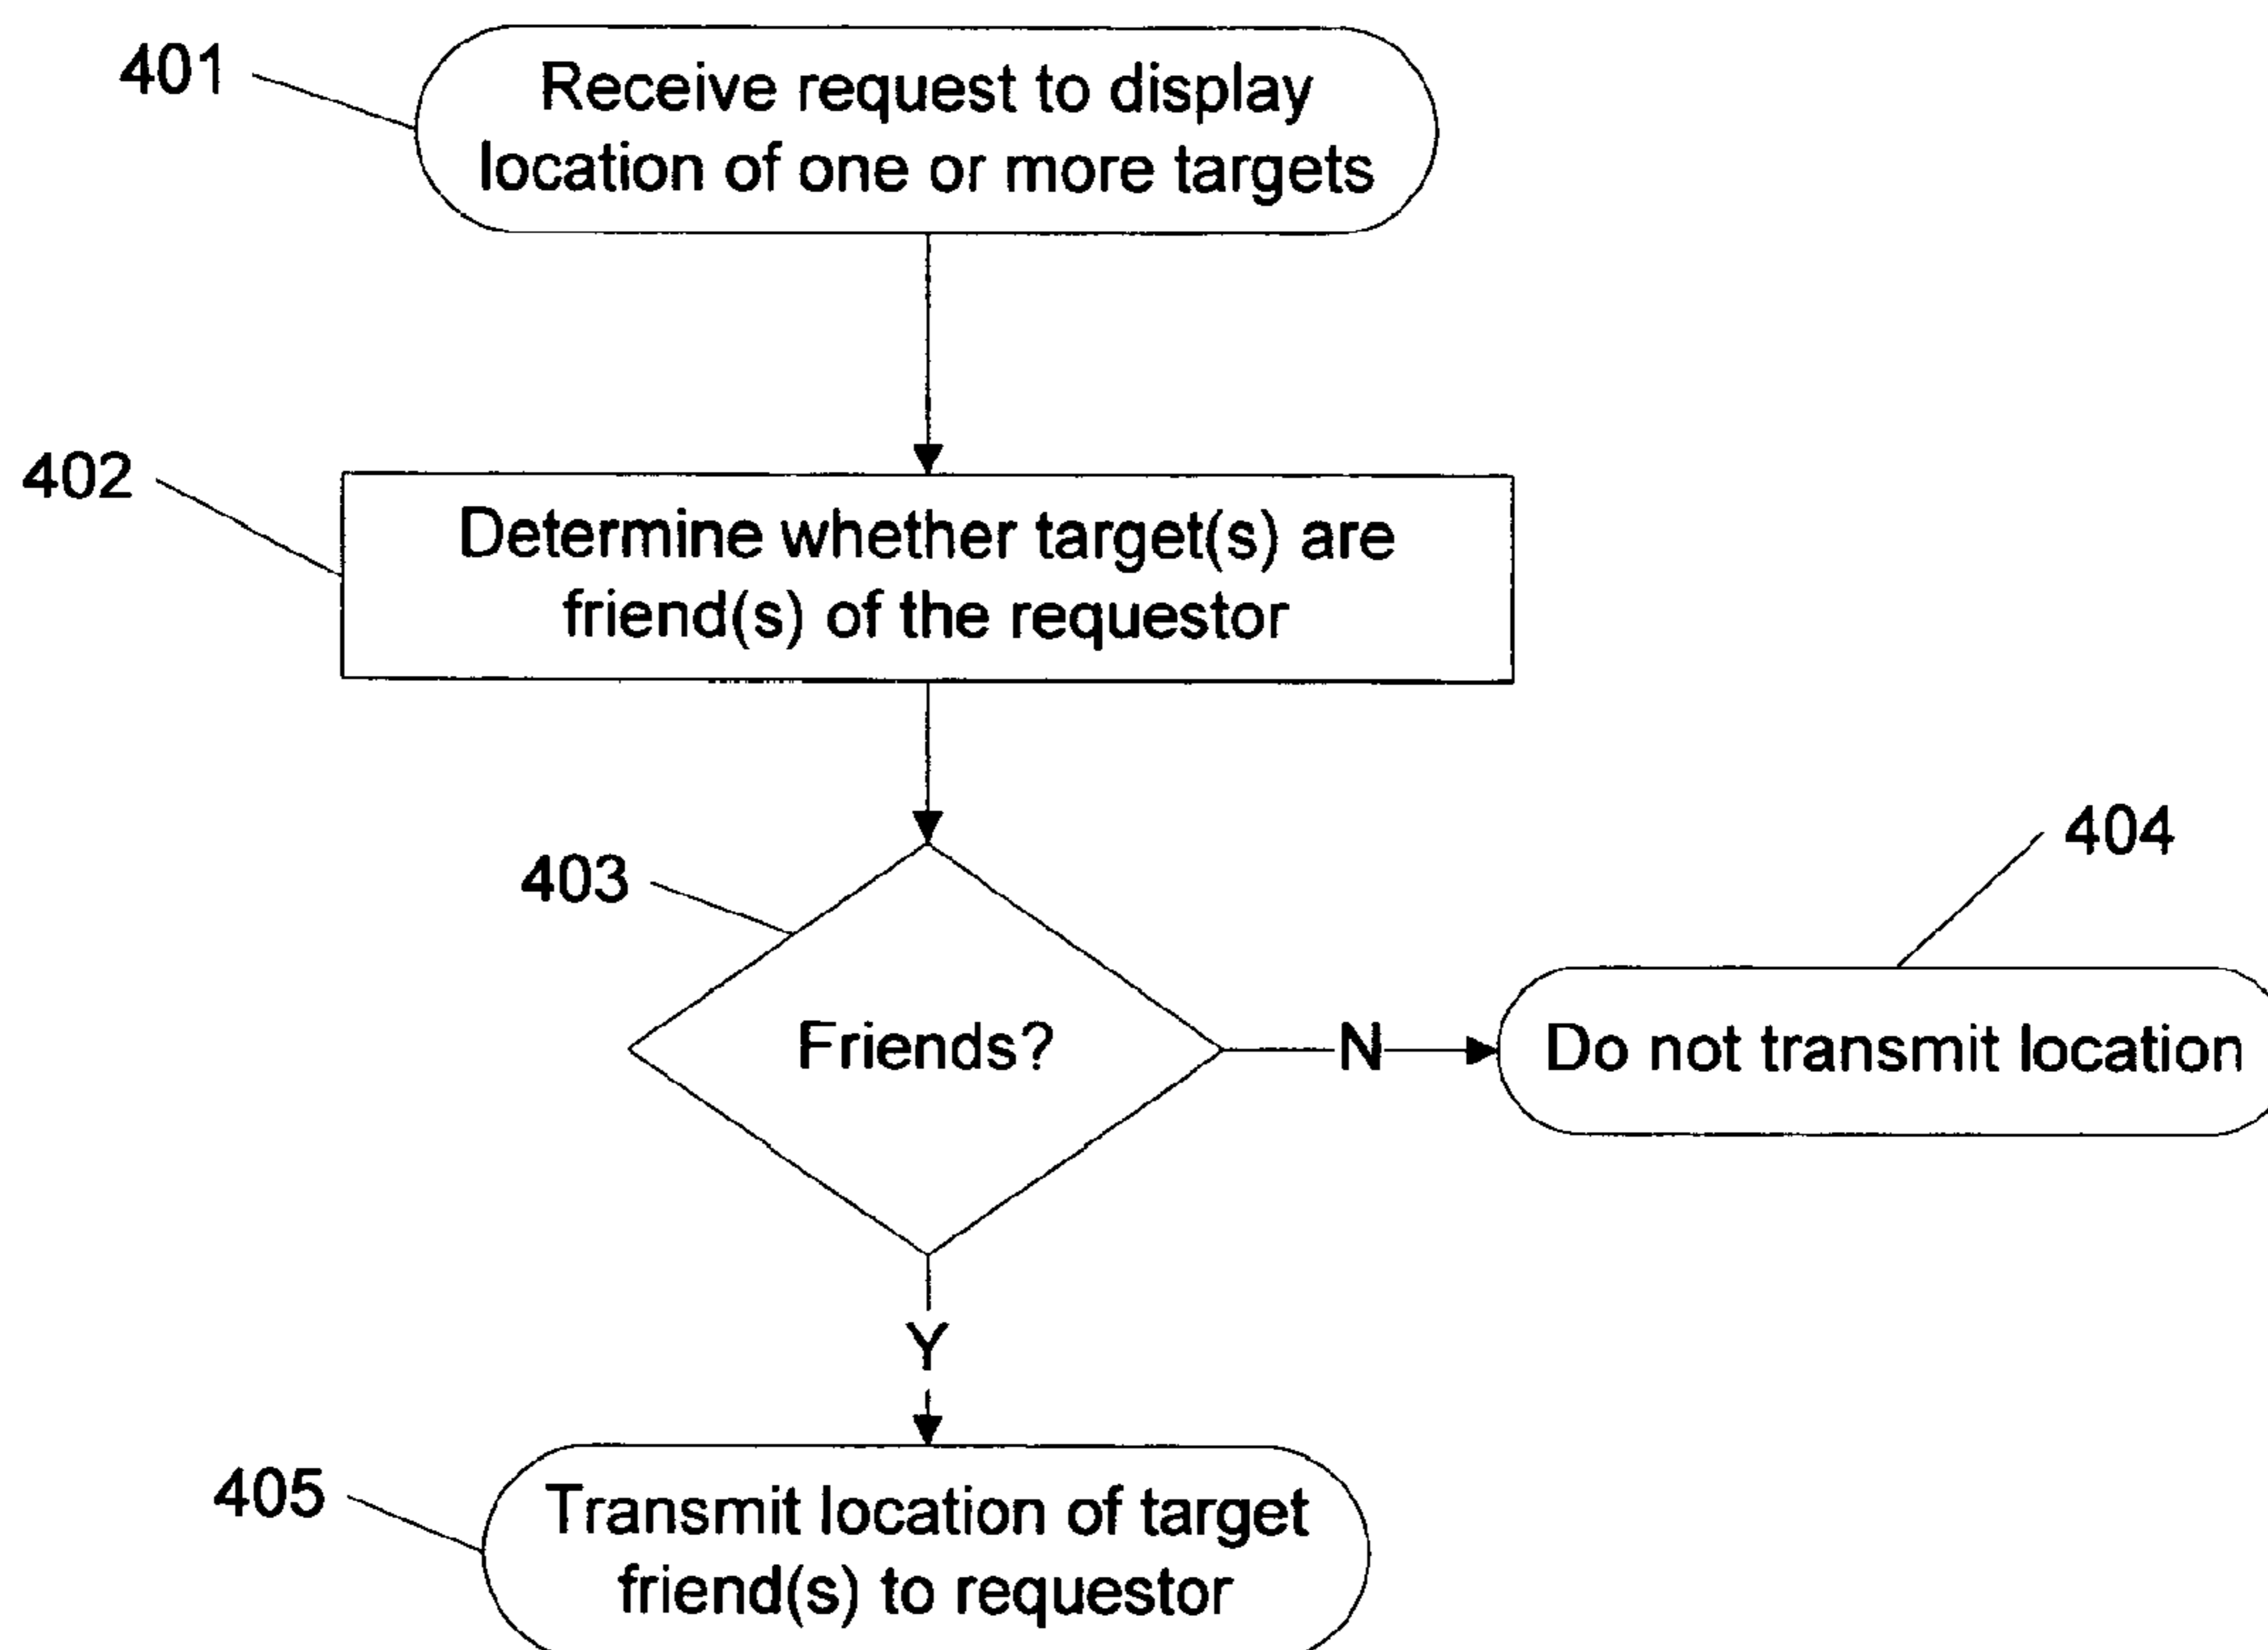 401
Receive request to display
location of one or more targets
402
Determine whether target(s) are
friend(s) of the requestor
403
404
Friends?
N
Do not transmit location
Y
405
Transmit location of target
friend(s) to requestor